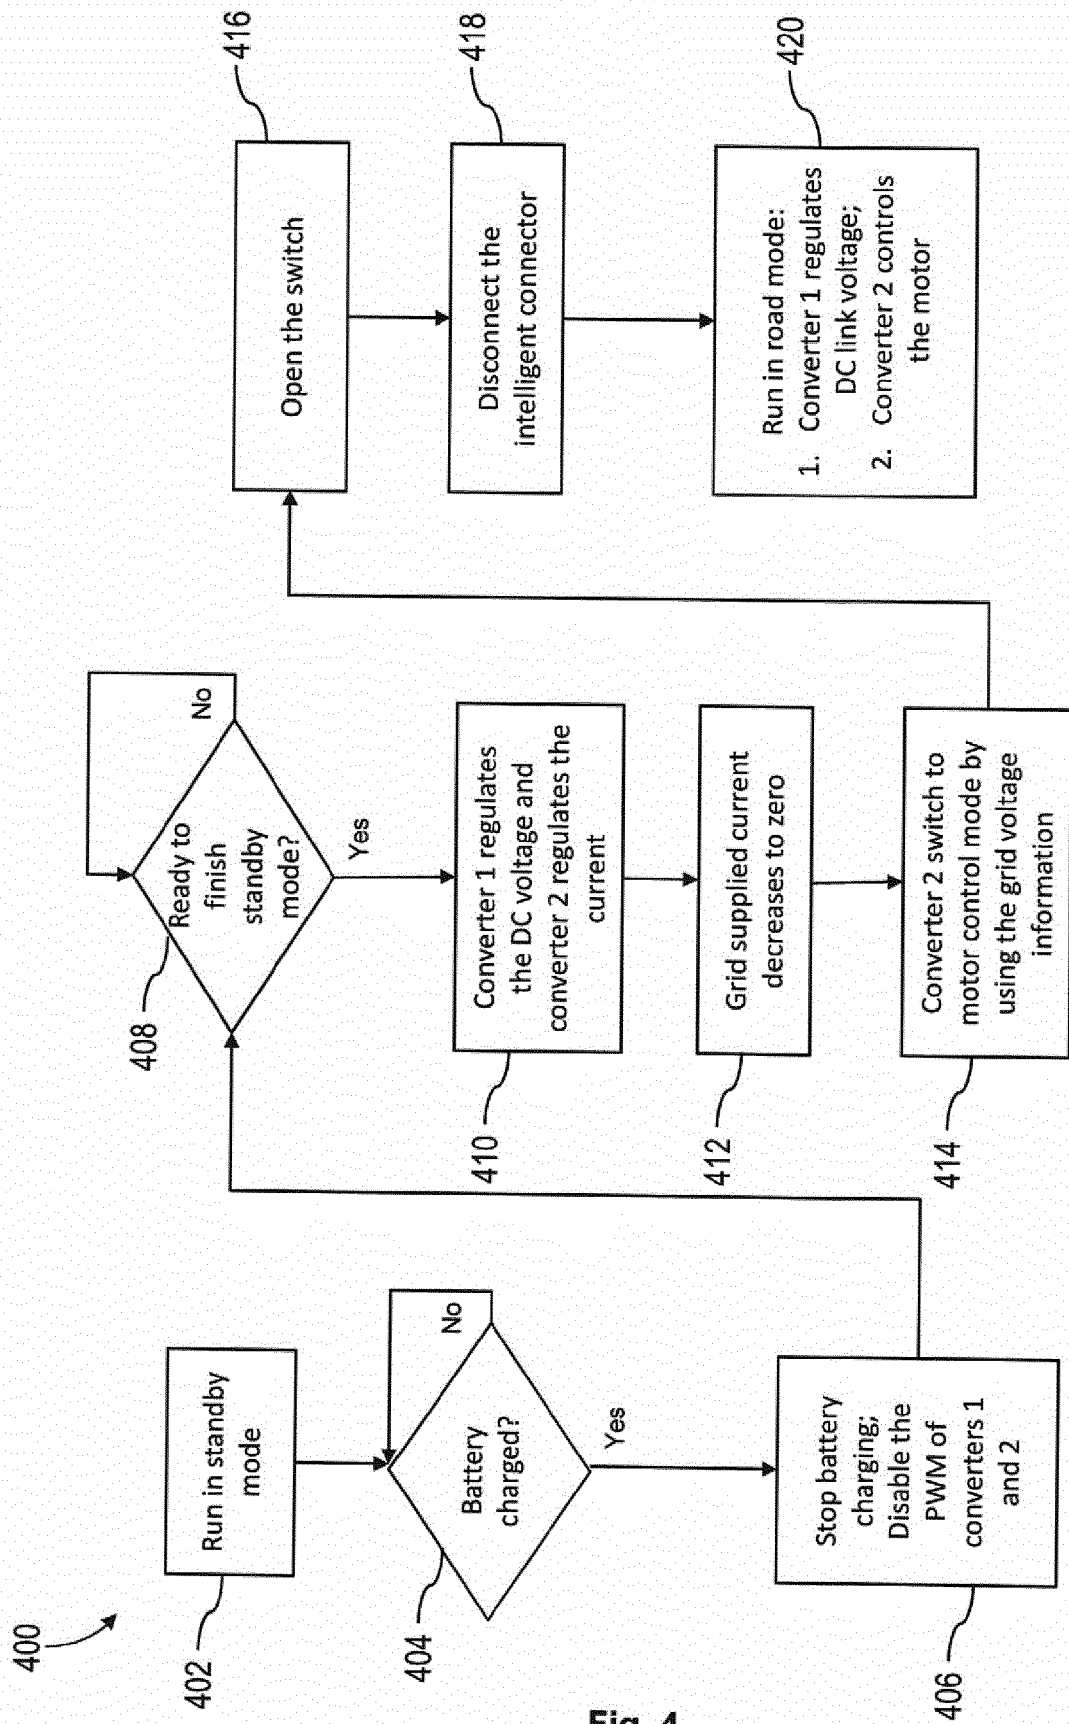 400
402
Run in standby
mode
404
Battery
charged?
No
Yes
406
Stop battery
charging;
Disable the
PWM of
converters 1
and 2
408
Ready to
finish
standby
mode?
No
Yes
410
Converter 1 regulates
the DC voltage and
converter 2 regulates the
current
412
Grid supplied current
decreases to zero
414
Converter 2 switch to
motor control mode by
using the grid voltage
information
416
Open the switch
418
Disconnect the
intelligent connector
420
Run in road mode:
1. Converter 1 regulates
DC link voltage;
2. Converter 2 controls
the motor
Fig. 4